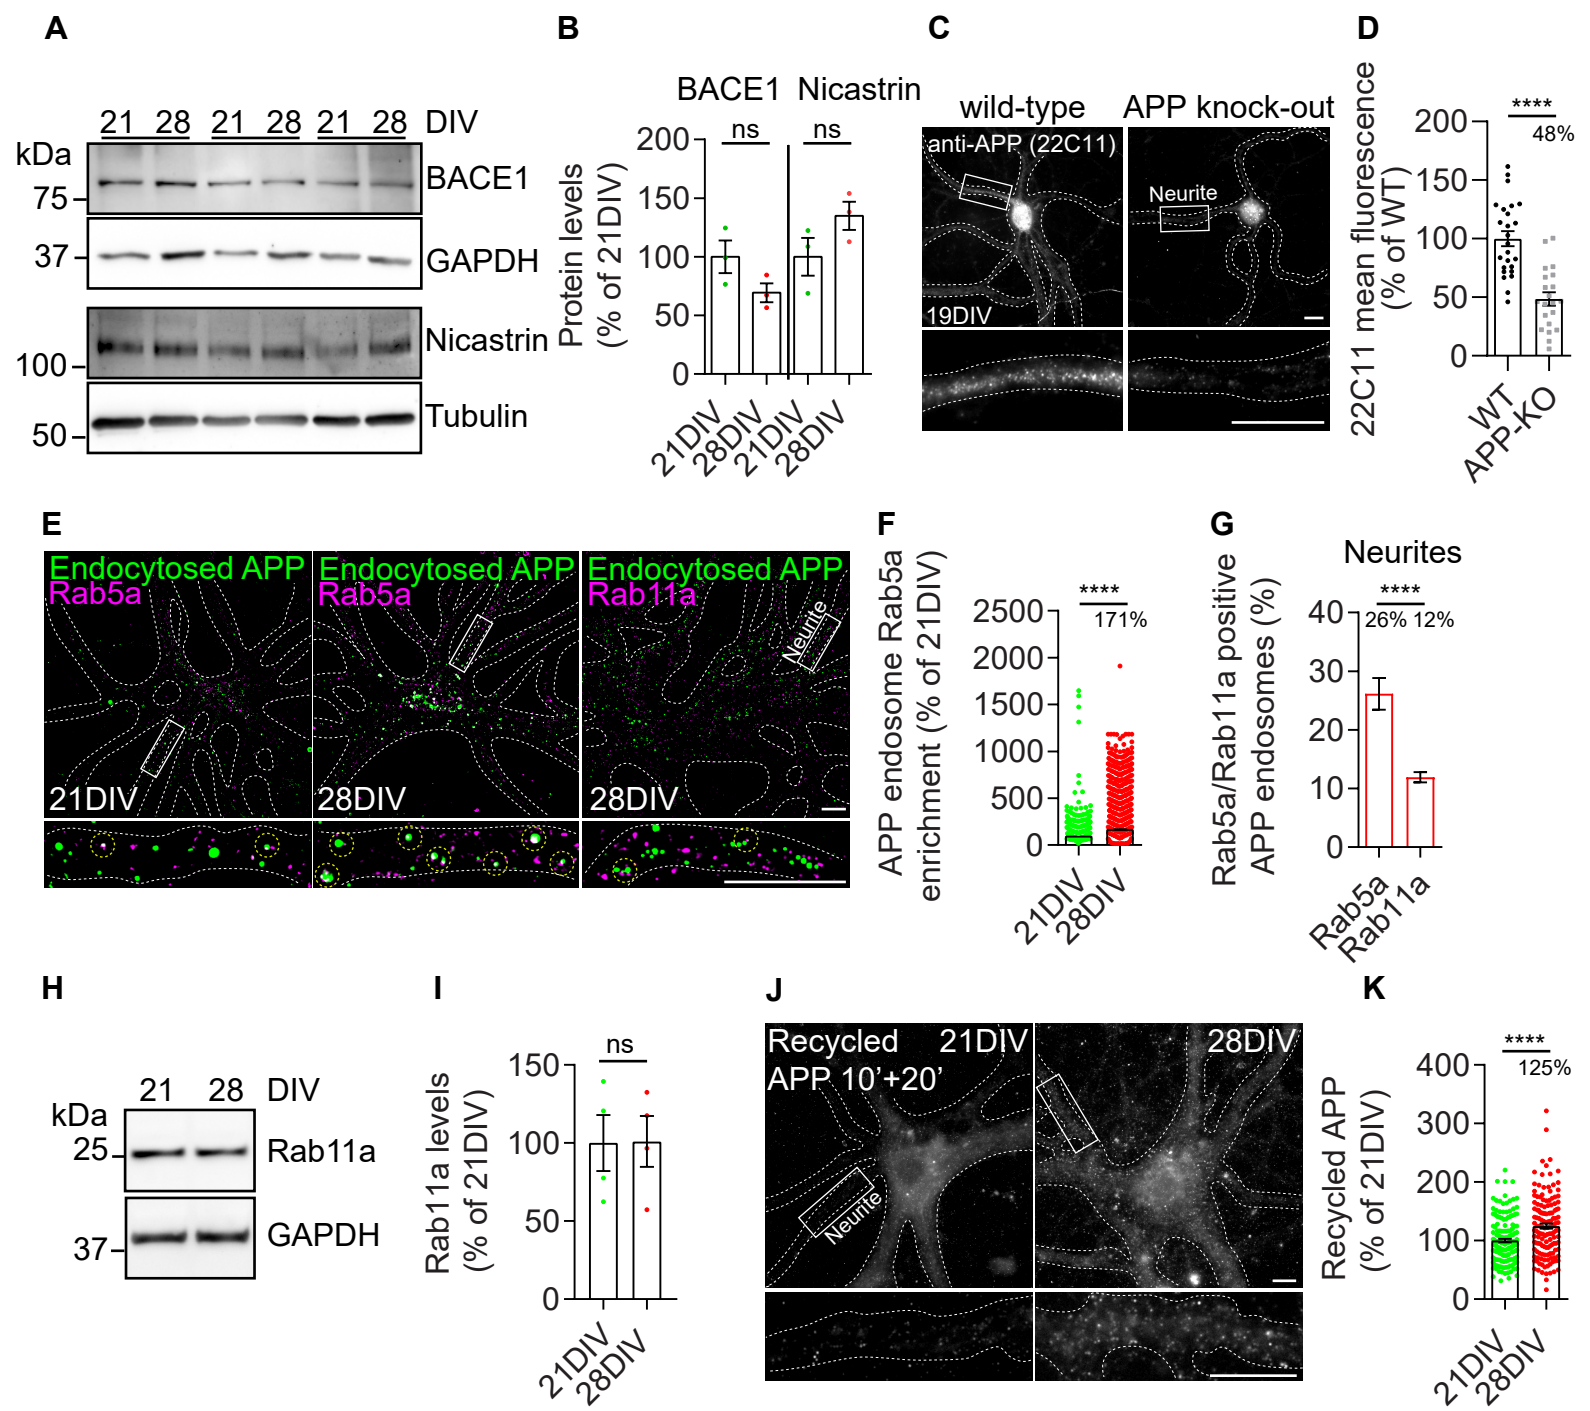 A
21 28 21 28 21 28 DIV
kDa
75
BACE1
37
GAPDH
Nicastrin
100
Tubulin
50
B
BACE1 Nicastrin
ns ns
Protein levels
(% of 21DIV)
200
150
100
50
0
21DIV
28DIV
21DIV
28DIV
C
wild-type APP knock-out
anti-APP (22C11)
Neurite
19DIV
D
22C11 mean fluorescence
(% of WT)
****
48%
200
150
100
50
0
WT
APP-KO
E
Endocytosed APP
Rab5a
21DIV
Endocytosed APP
Rab5a
28DIV
Endocytosed APP
Rab11a
Neurite
28DIV
F
APP endosome Rab5a
enrichment (% of 21DIV)
****
171%
2500
2000
1500
1000
500
0
21DIV
28DIV
G
Neurites
Rab5a/Rab11a positive
APP endosomes (%)
****
26% 12%
40
30
20
10
0
Rab5a
Rab11a
H
21 28 DIV
kDa
25
Rab11a
GAPDH
37
I
Rab11a levels
(% of 21DIV)
ns
150
100
50
0
21DIV
28DIV
J
Recycled 21DIV
APP 10’+20’
Neurite
28DIV
K
Recycled APP
(% of 21DIV)
****
125%
400
300
200
100
0
21DIV
28DIV